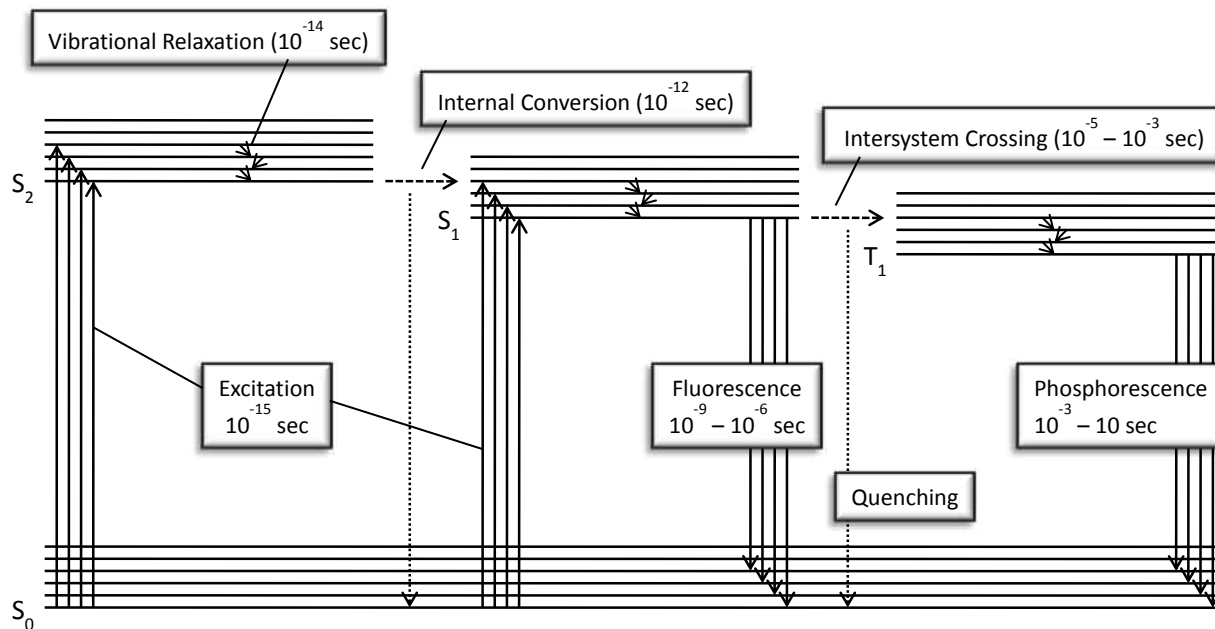 Vibrational Relaxation (10⁻¹⁴ sec)
Internal Conversion (10⁻¹² sec)
Intersystem Crossing (10⁻⁵ – 10⁻³ sec)
S₂
S₁
T₁
Excitation
10⁻¹⁵ sec
Fluorescence
10⁻⁹ – 10⁻⁶ sec
Phosphorescence
10⁻³ – 10 sec
Quenching
S₀